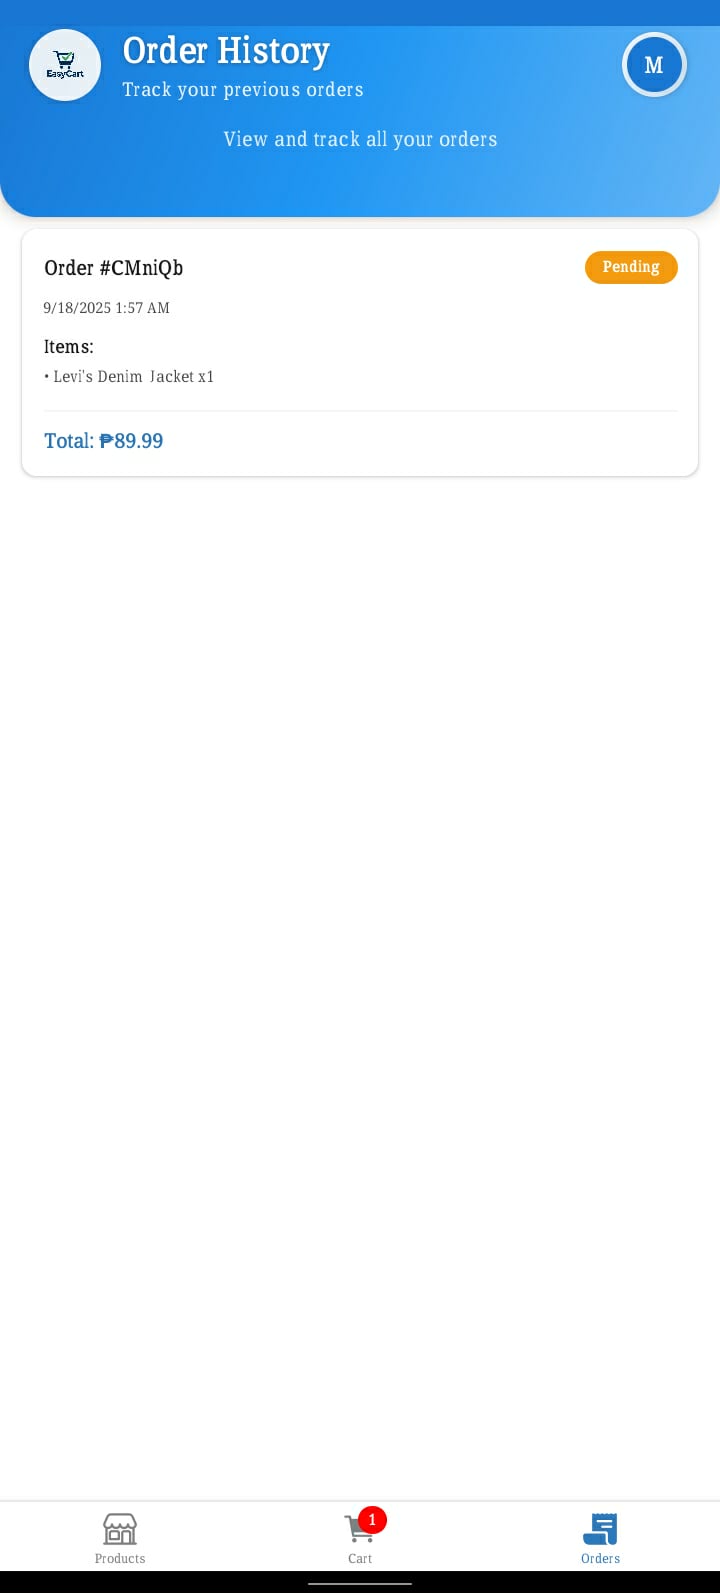 EasyCart
Order History
M
Track your previous orders
View and track all your orders
Order #CMniQb
Pending
9/18/2025 1:57 AM
Items:
• Levi's Denim Jacket x1
Total: ₱89.99
1
Products
Cart
Orders